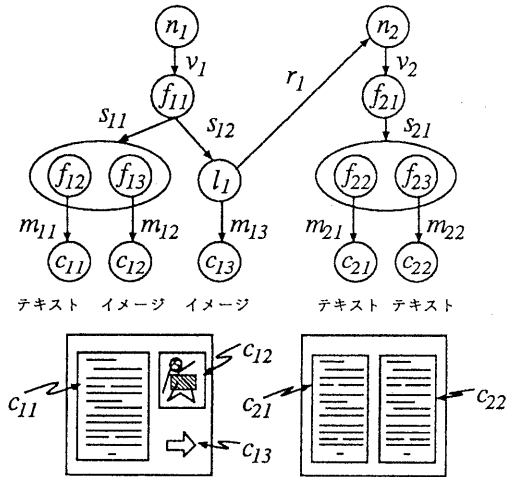 n1 n2
v1 r1 v2
f11 f21
s11 s12 s21
f12 f13 l1 f22 f23
m11 m12 m13 m21 m22
c11 c12 c13 c21 c22
テキスト イメージ イメージ テキスト テキスト
c12
c11 c21 c22
c13